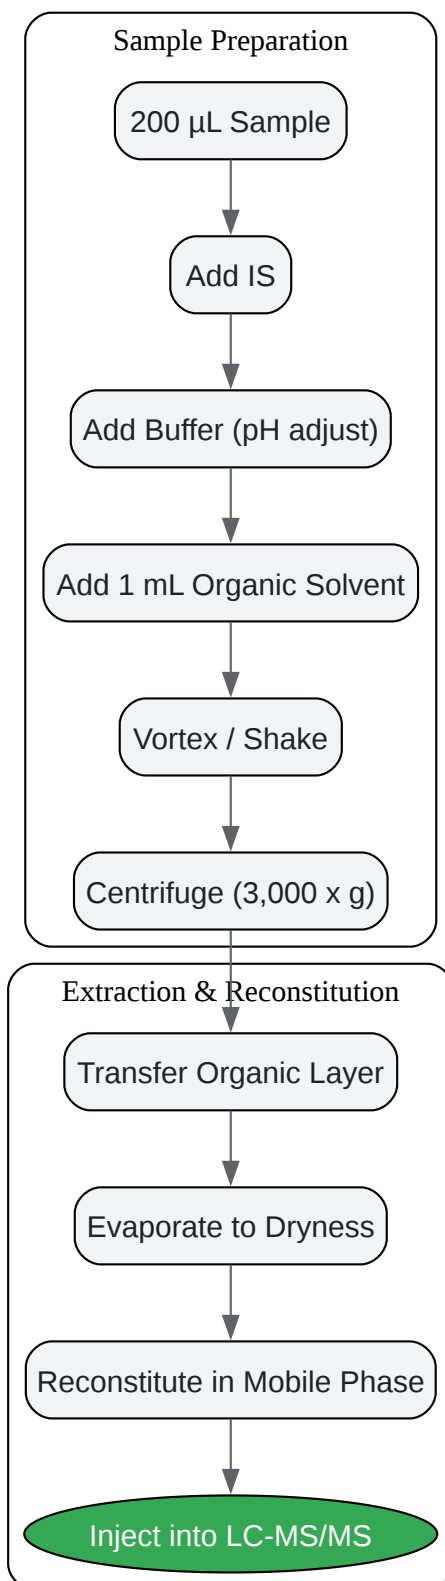 Sample Preparation
200 µL Sample
Add IS
Add Buffer (pH adjust)
Add 1 mL Organic Solvent
Vortex / Shake
Centrifuge (3,000 x g)
Extraction & Reconstitution
Transfer Organic Layer
Evaporate to Dryness
Reconstitute in Mobile Phase
Inject into LC-MS/MS